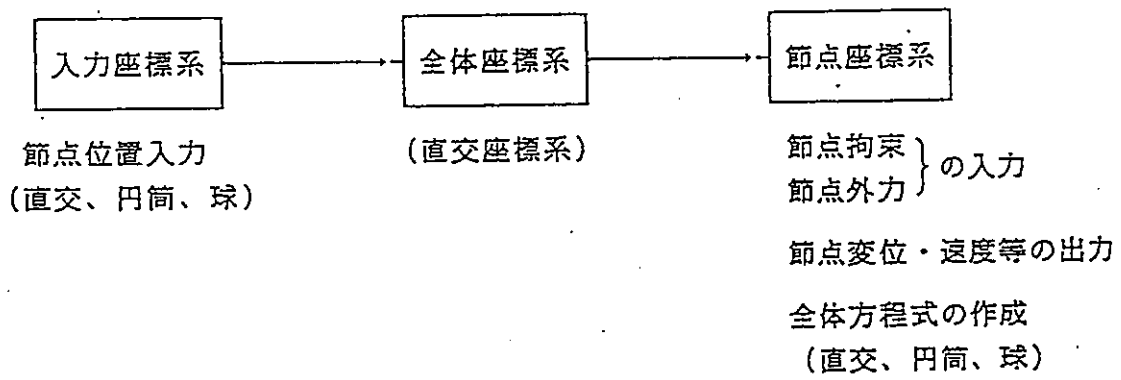 入力座標系
全体座標系
節点座標系
節点位置入力
(直交、円筒、球)
(直交座標系)
節点拘束
節点外力
の入力
節点変位・速度等の出力
全体方程式の作成
(直交、円筒、球)